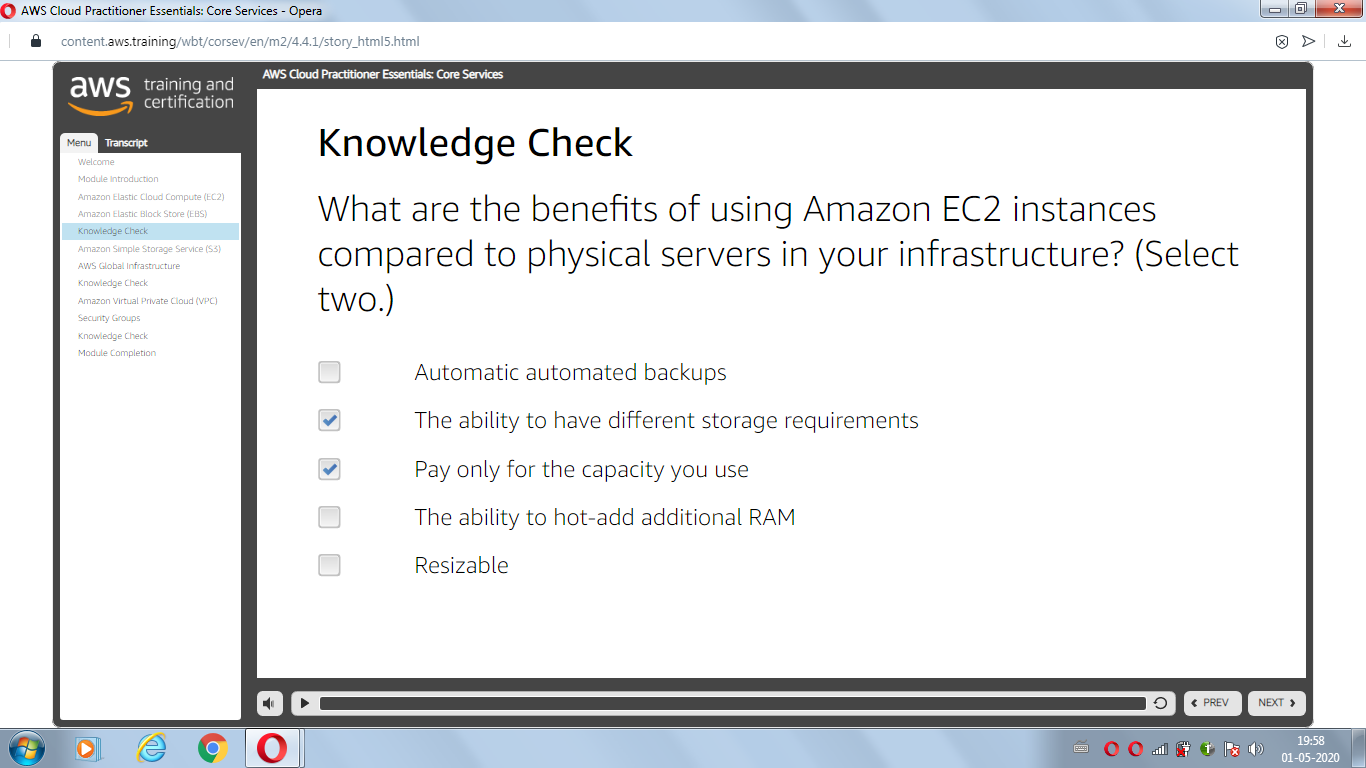 AWS Cloud Practitioner Essentials: Core Services - Opera
content.aws.training/wbt/corsev/en/m2/4.4.1/story_html5.html
aws training and
certification
AWS Cloud Practitioner Essentials: Core Services
Menu Transcript
Welcome
Module Introduction
Amazon Elastic Cloud Compute (EC2)
Amazon Elastic Block Store (EBS)
Knowledge Check
Amazon Simple Storage Service (S3)
AWS Global Infrastructure
Knowledge Check
Amazon Virtual Private Cloud (VPC)
Security Groups
Knowledge Check
Module Completion
Knowledge Check
What are the benefits of using Amazon EC2 instances
compared to physical servers in your infrastructure? (Select
two.)
Automatic automated backups
The ability to have different storage requirements
Pay only for the capacity you use
The ability to hot-add additional RAM
Resizable
PREV
NEXT
19:58
01-05-2020